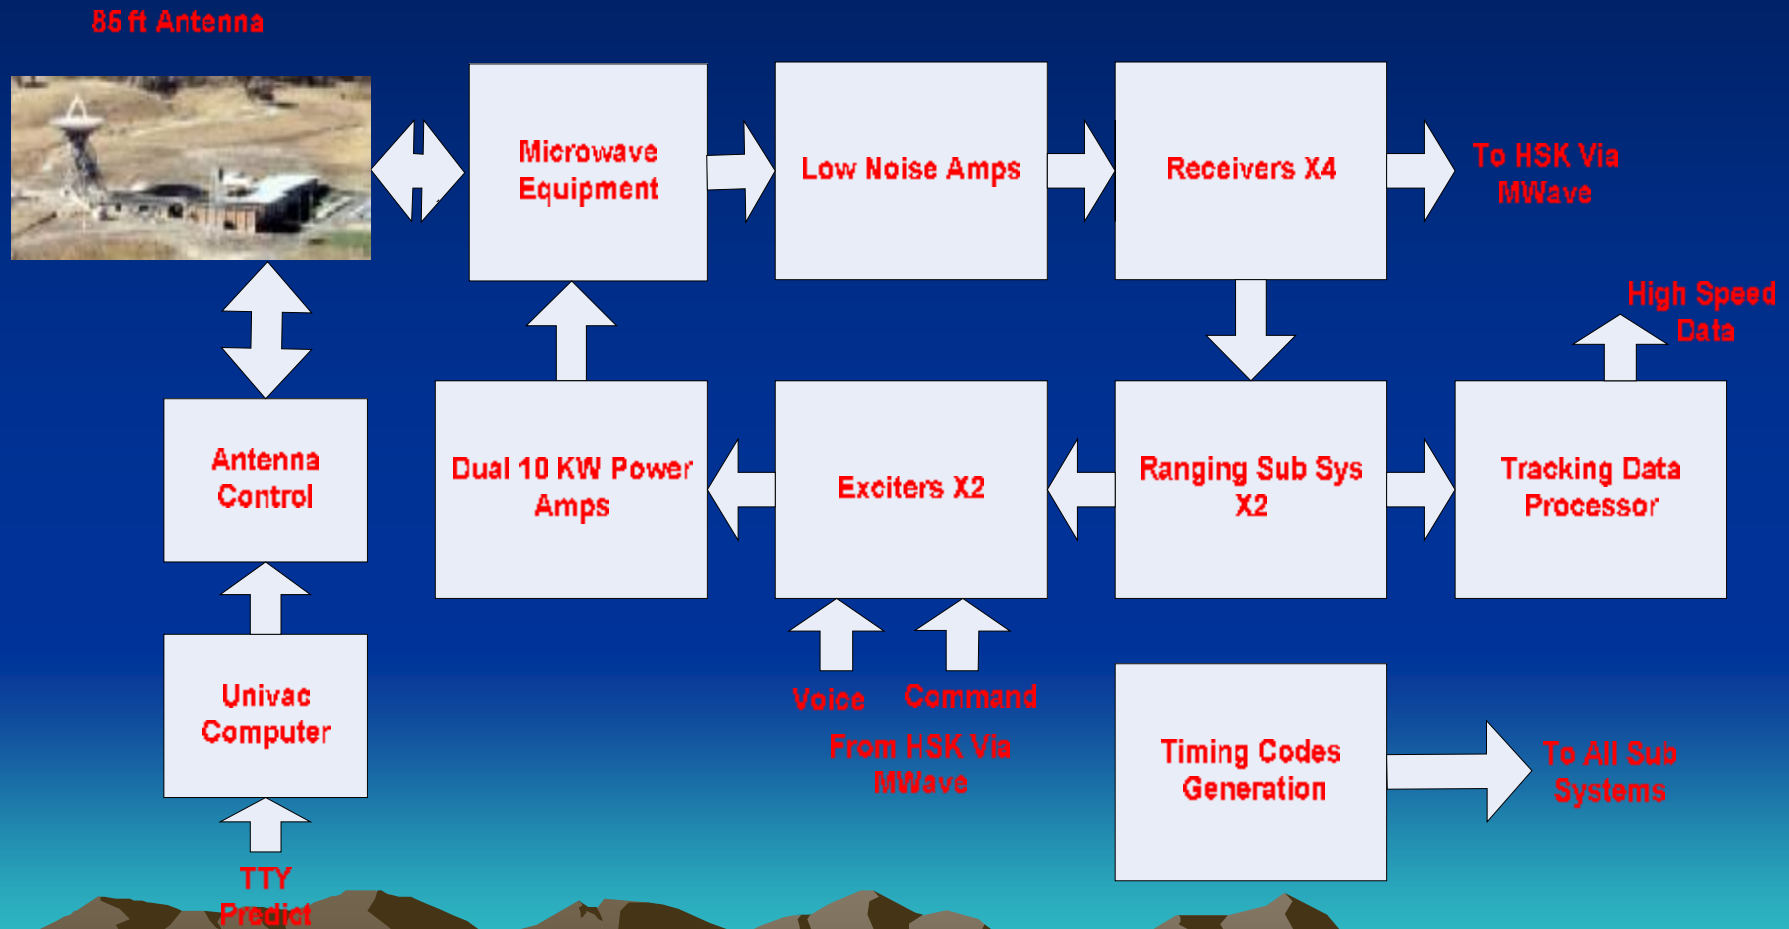 85 ft Antenna
Microwave
Equipment
Low Noise Amps
Receivers X4
To HSK Via
MWave
High Speed
Data
Antenna
Control
Dual 10 KW Power
Amps
Exciters X2
Ranging Sub Sys
X2
Tracking Data
Processor
Univac
Computer
Voice
Command
From HSK Via
MWave
Timing Codes
Generation
To All Sub
Systems
TTY
Predict